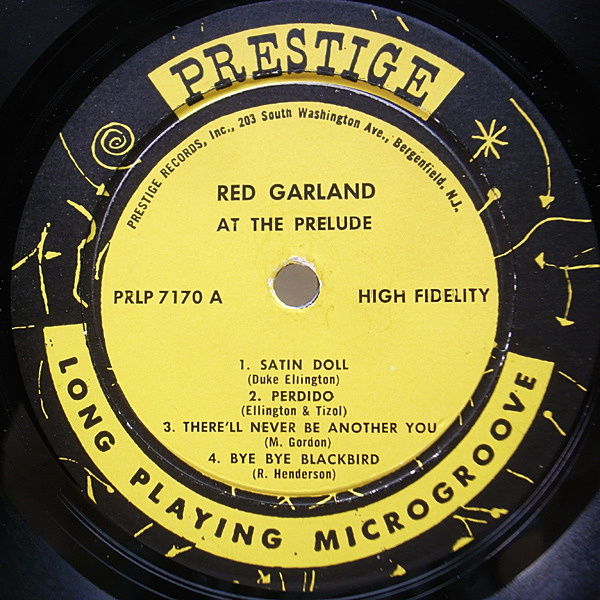 PRESTIGE
PRESTIGE RECORDS, Inc., 203 South Washington Ave., Bergenfield, N.J.
RED GARLAND
AT THE PRELUDE
PRLP 7170 A
HIGH FIDELITY
1. SATIN DOLL
(Duke Ellington)
2. PERDIDO
(Ellington & Tizol)
3. THERE'LL NEVER BE ANOTHER YOU
(M. Gordon)
4. BYE BYE BLACKBIRD
(R. Henderson)
LONG PLAYING MICROGROOVE